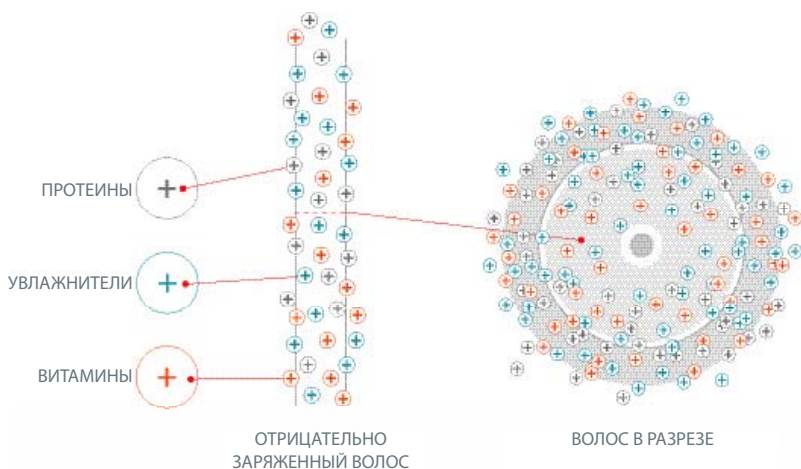 ПРОТЕИНЫ
УВЛАЖНИТЕЛИ
ВИТАМИНЫ
ОТРИЦАТЕЛЬНО
ЗАРЯЖЕННЫЙ ВОЛОС
ВОЛОС В РАЗРЕЗЕ